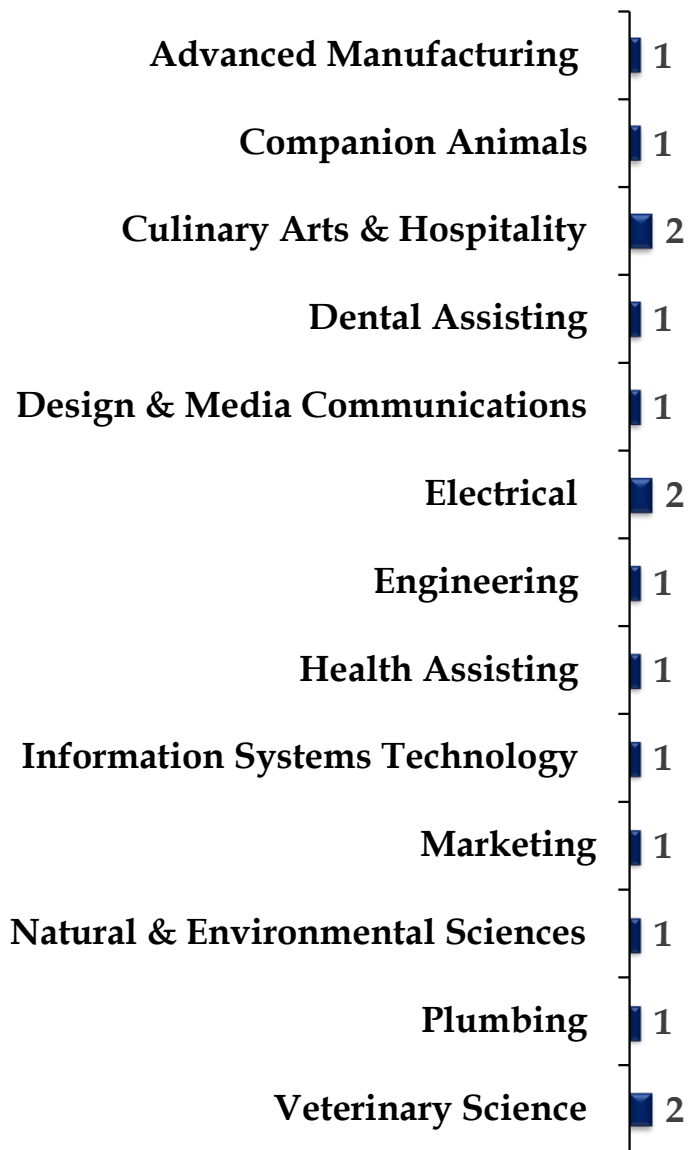 Advanced Manufacturing 1
Companion Animals 1
Culinary Arts & Hospitality 2
Dental Assisting 1
Design & Media Communications 1
Electrical 2
Engineering 1
Health Assisting 1
Information Systems Technology 1
Marketing 1
Natural & Environmental Sciences 1
Plumbing 1
Veterinary Science 2